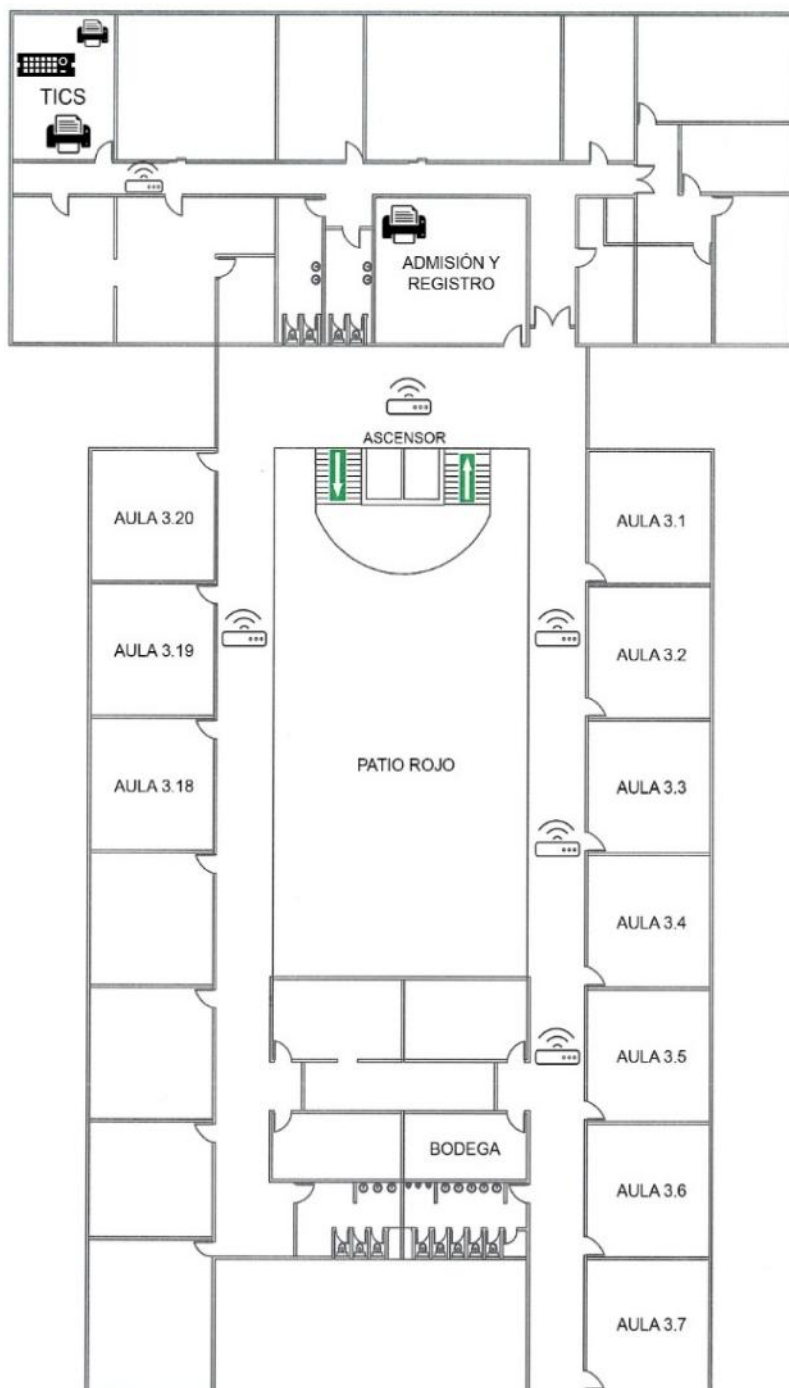 TICS
ADMISIÓN Y
REGISTRO
ASCENSOR
AULA 3.20
AULA 3.1
AULA 3.19
AULA 3.2
PATIO ROJO
AULA 3.18
AULA 3.3
AULA 3.4
AULA 3.5
BODEGA
AULA 3.6
AULA 3.7